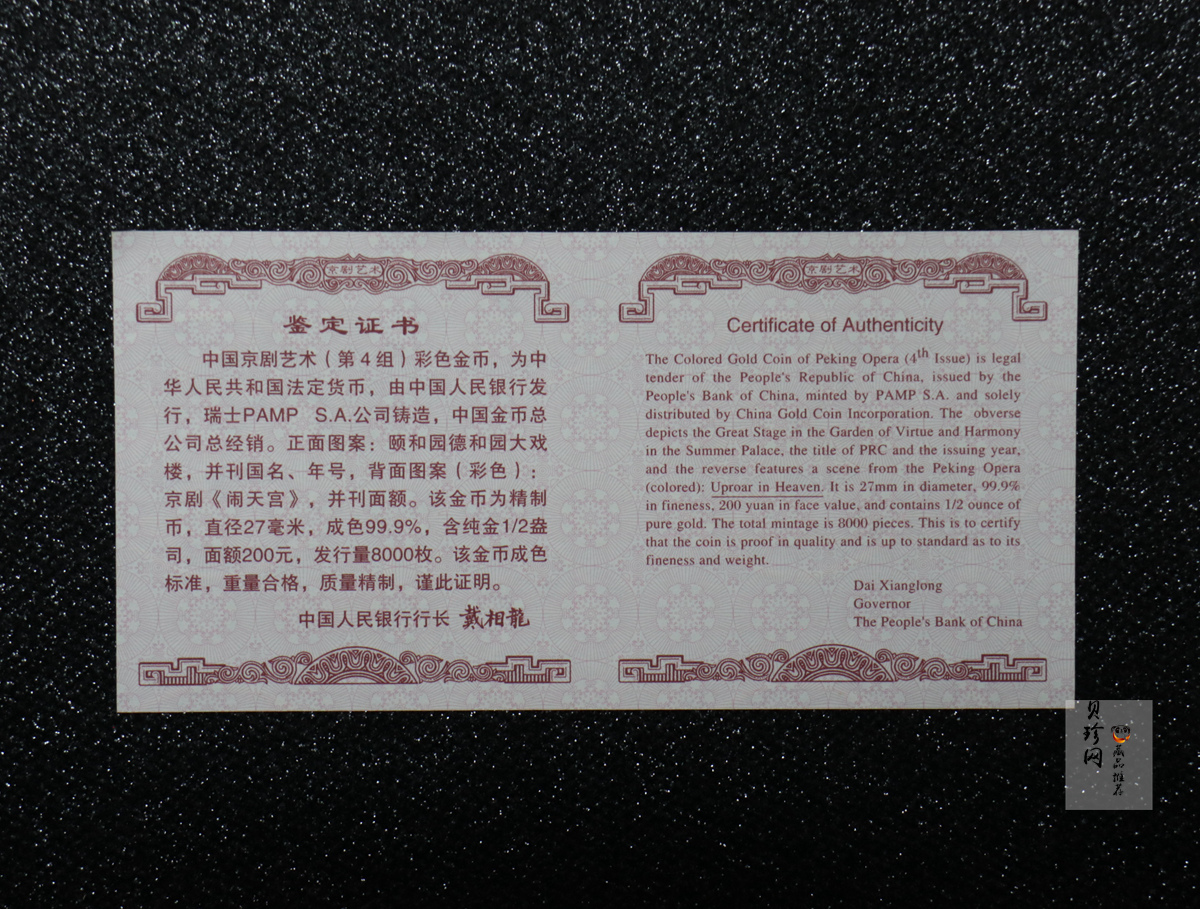 京剧艺术
鉴定证书
中国京剧艺术（第4组）彩色金币，为中
华人民共和国法定货币，由中国人民银行发
行，瑞士PAMP S.A.公司铸造，中国金币总
公司总经销。正面图案：颐和园德和园大戏
楼，并刊国名、年号，背面图案（彩色）：
京剧《闹天宫》，并刊面额。该金币为精制
币，直径27毫米，成色99.9%，含纯金1/2盎
司，面额200元，发行量8000枚。该金币成色
标准，重量合格，质量精制，谨此证明。
中国人民银行行长 戴相龍
京剧艺术
Certificate of Authenticity
The Colored Gold Coin of Peking Opera (4th Issue) is legal
tender of the People's Republic of China, issued by the
People's Bank of China, minted by PAMP S.A. and solely
distributed by China Gold Coin Incorporation. The obverse
depicts the Great Stage in the Garden of Virtue and Harmony
in the Summer Palace, the title of PRC and the issuing year,
and the reverse features a scene from the Peking Opera
(colored): Uproar in Heaven. It is 27mm in diameter, 99.9%
in fineness, 200 yuan in face value, and contains 1/2 ounce of
pure gold. The total mintage is 8000 pieces. This is to certify
that the coin is proof in quality and is up to standard as to its
fineness and weight.
Dai Xianglong
Governor
The People's Bank of China
贝珍网
藏品推荐